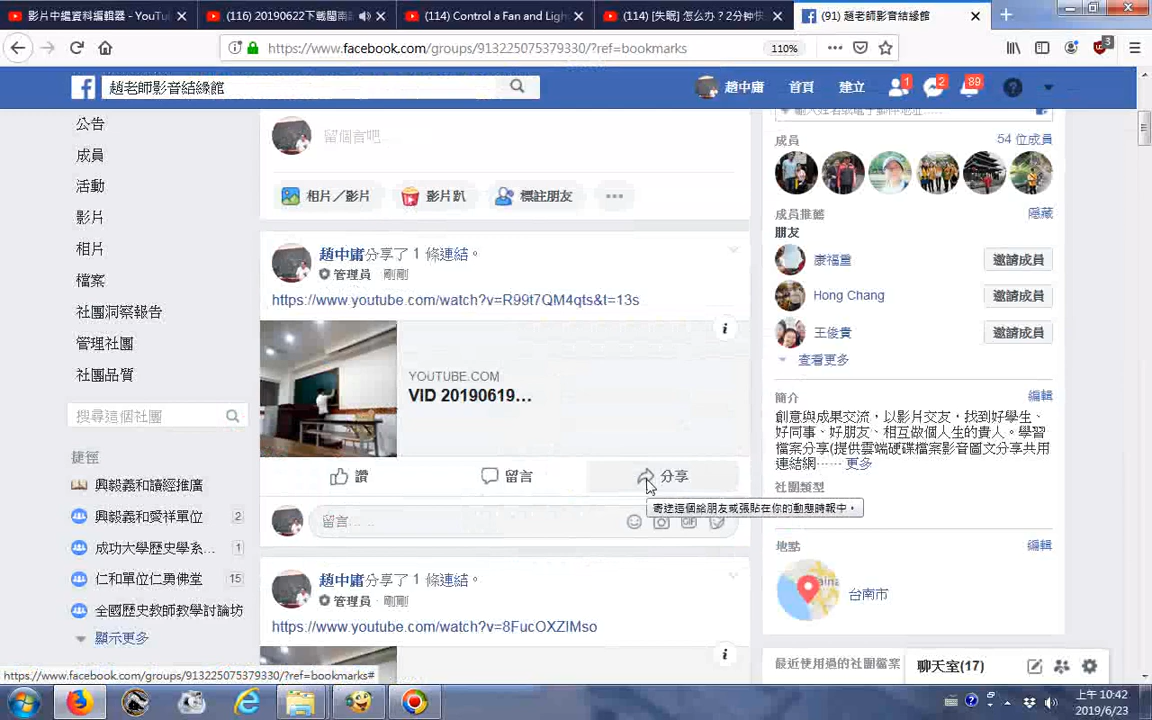 影片中繼資料編輯器 - YouTu
(116) 20190622下載閩南
(114) Control a Fan and Ligh
(114) [失眠] 怎么办？2分钟快
(91) 趙老師影音結緣館
https://www.facebook.com/groups/913225075379330/?ref=bookmarks
110%
3
趙老師影音結緣館
趙中庸
首頁
建立
1
2
89
公告
成員
活動
影片
相片
檔案
社團洞察報告
管理社團
社團品質
搜尋這個社團
捷徑
興毅義和讀經推廣
興毅義和愛祥單位 2
成功大學歷史學系... 1
仁和單位仁勇佛堂 15
全國歷史教師教學討論坊
顯示更多
留個言吧...
相片／影片
影片趴
標註朋友
趙中庸分享了 1 條連結。
管理員 · 剛剛
https://www.youtube.com/watch?v=R99t7QM4qts&t=13s
YOUTUBE.COM
VID 20190619...
讚
留言
分享
寄送這個給朋友或張貼在你的動態時報中。
留言......
GIF
趙中庸分享了 1 條連結。
管理員 · 剛剛
https://www.youtube.com/watch?v=8FucOXZIMso
成員
54 位成員
成員推薦
隱藏
朋友
康福重
邀請成員
Hong Chang
邀請成員
王俊貴
邀請成員
查看更多
簡介
編輯
創意與成果交流，以影片交友，找到好學生、
好同事、好朋友、相互做個人生的貴人。學習
檔案分享(提供雲端硬碟檔案影音圖文分享共用
連結網…… 更多
社團類型
地點
編輯
台南市
最近使用過的社團檔案
聊天室(17)
https://www.facebook.com/groups/913225075379330/?ref=bookmarks#
上午 10:42
2019/6/23